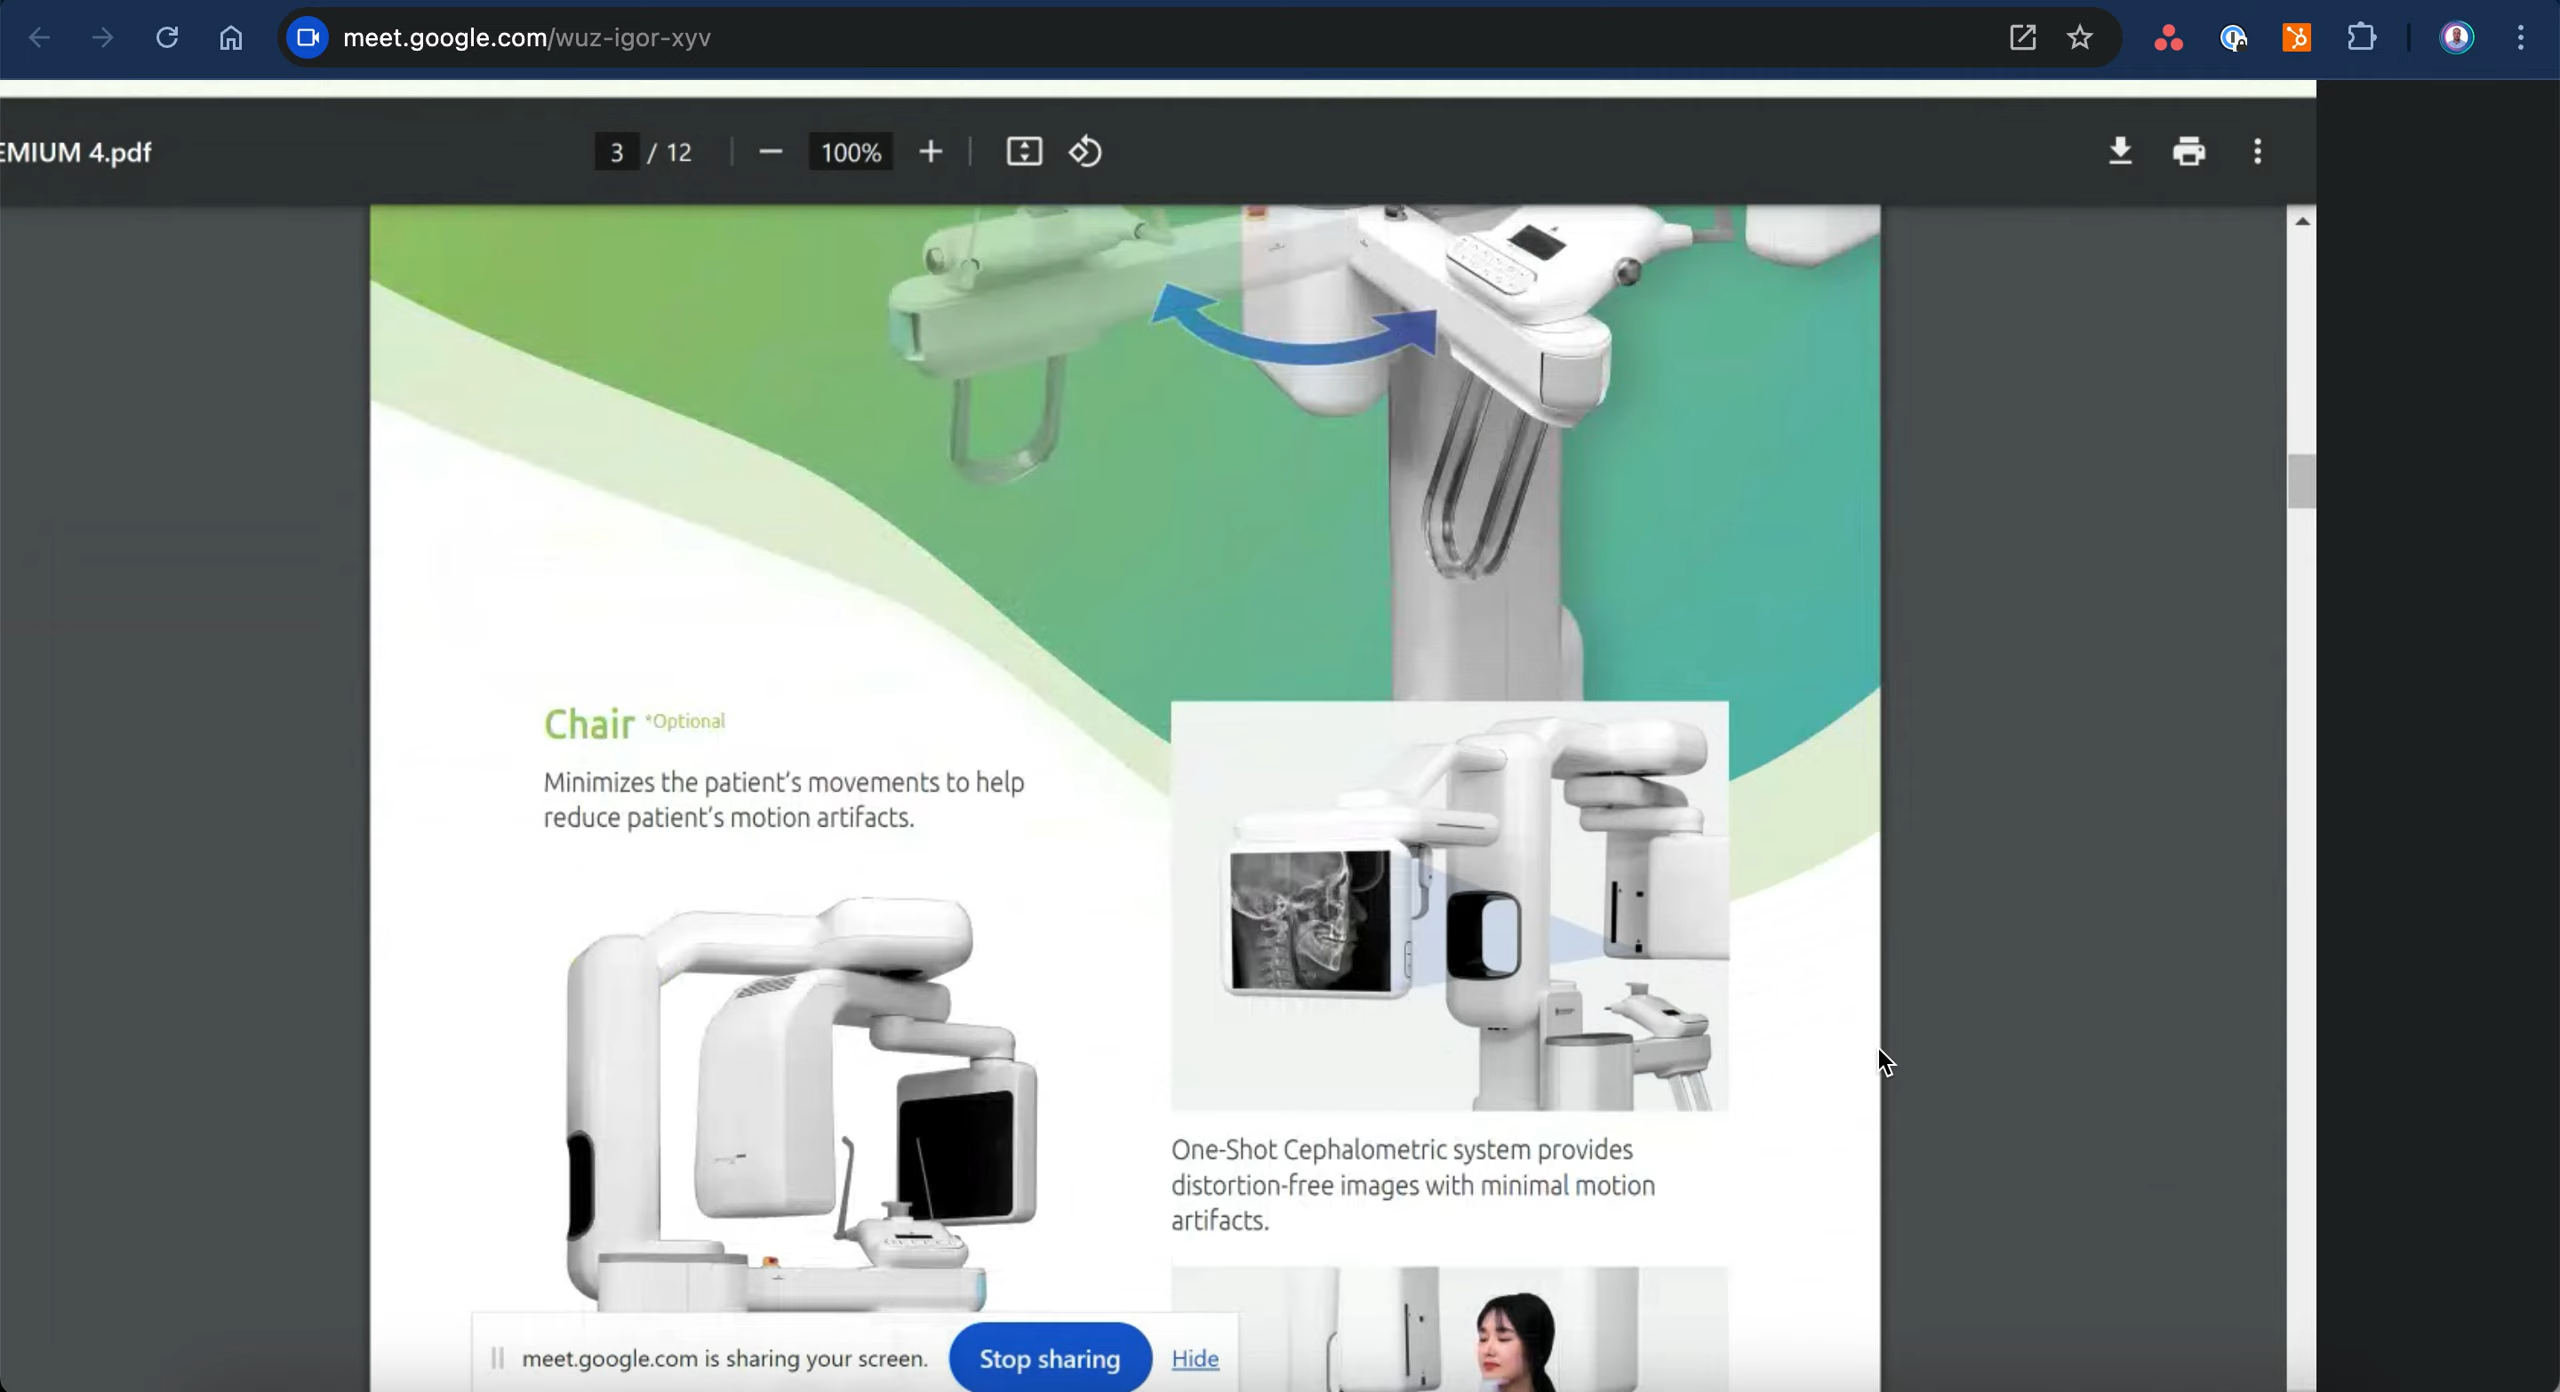 meet.google.com/wuz-igor-xyv
EMIUM 4.pdf
3 / 12
100%
Chair *Optional
Minimizes the patient's movements to help
reduce patient's motion artifacts.
One-Shot Cephalometric system provides
distortion-free images with minimal motion
artifacts.
meet.google.com is sharing your screen.
Stop sharing
Hide